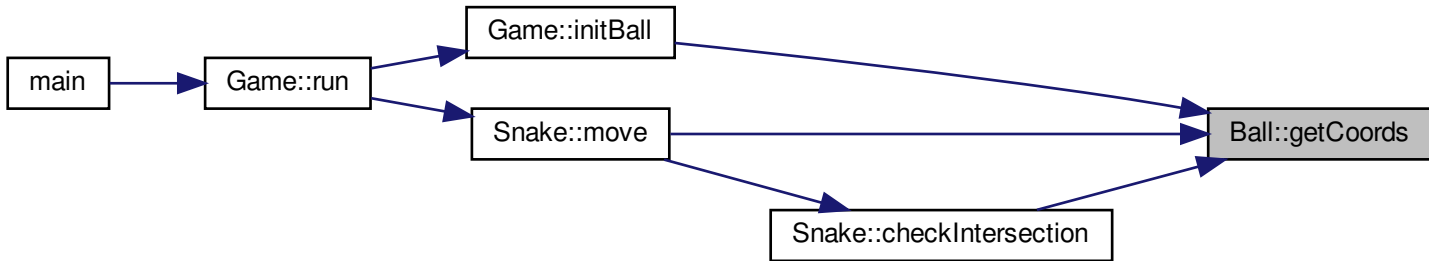 main
Game::run
Game::initBall
Snake::move
Snake::checkIntersection
Ball::getCoords